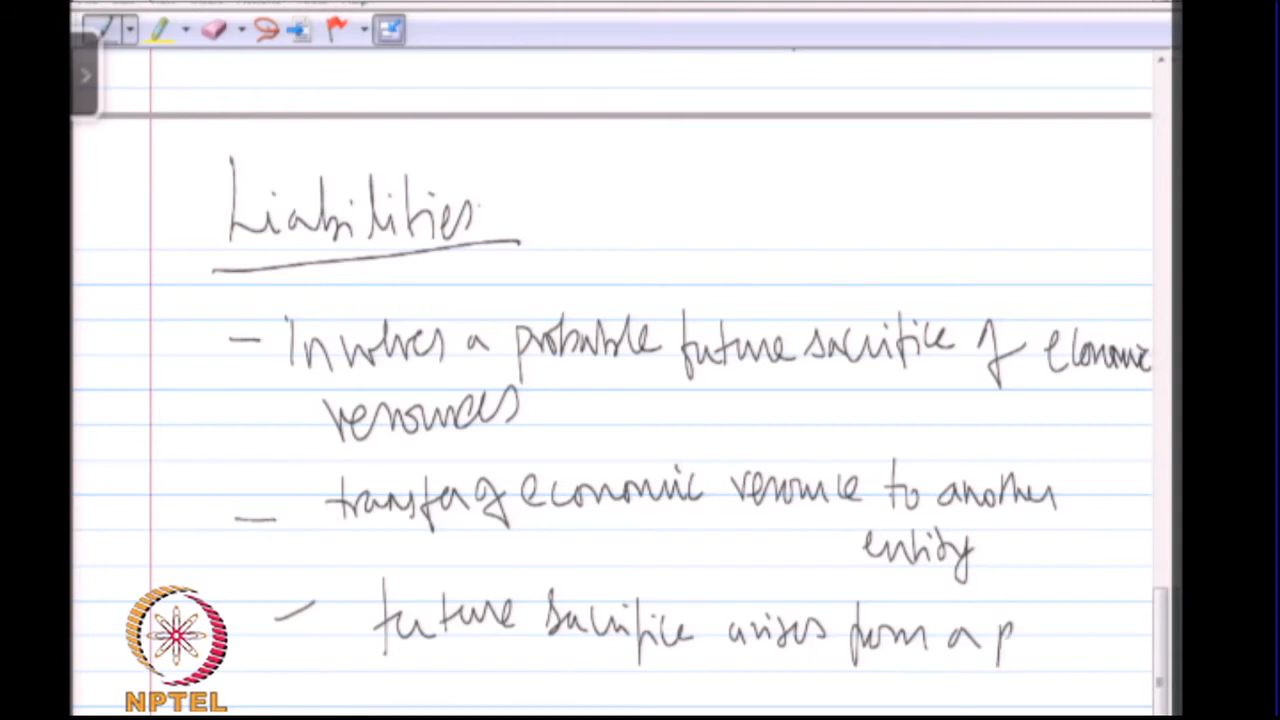 Liabilities
- Involves a probable future sacrifice of economic
resources
- transfer of economic resource to another
entity
- future sacrifice arises from a p
NPTEL